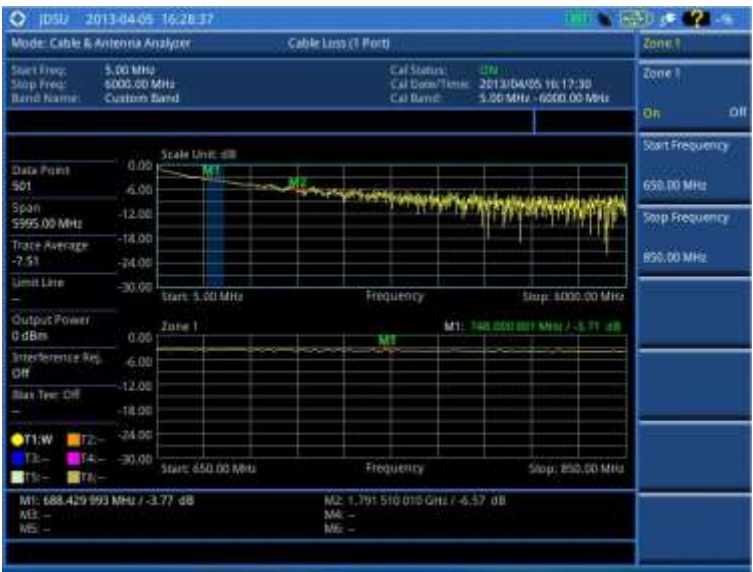 JDSU 2013-04-05 16:28:37
Mode: Cable & Antenna Analyzer Cable Loss (1 Port) Zone 1
Start Freq: 5.00 MHz Cal Status: ON
Stop Freq: 6000.00 MHz Cal Date/Time: 2013/04/05 16:17:30
Band Name: Custom Band Cal Band: 5.00 MHz - 6000.00 MHz
Zone 1
On Off
Start Frequency
650.00 MHz
Stop Frequency
850.00 MHz
Data Point
501
Span
5995.00 MHz
Trace Average
-7.51
Limit Line
--
Output Power
0 dBm
Interference Rej.
Off
Bias Tee: Off
--
T1:W T2:--
T3:-- T4:--
T5:-- T6:--
Scale Unit: dB
0.00
-6.00
-12.00
-18.00
-24.00
-30.00
M1
M2
Start: 5.00 MHz Frequency Stop: 6000.00 MHz
Zone 1 M1: /-3.71 dB
0.00
-6.00
-12.00
-18.00
-24.00
-30.00
M1
Start: 650.00 MHz Frequency Stop: 850.00 MHz
M1: 688.429 993 MHz / -3.77 dB M2: 1.791 510 010 GHz / -6.57 dB
M3: -- M4: --
M5: -- M6: --